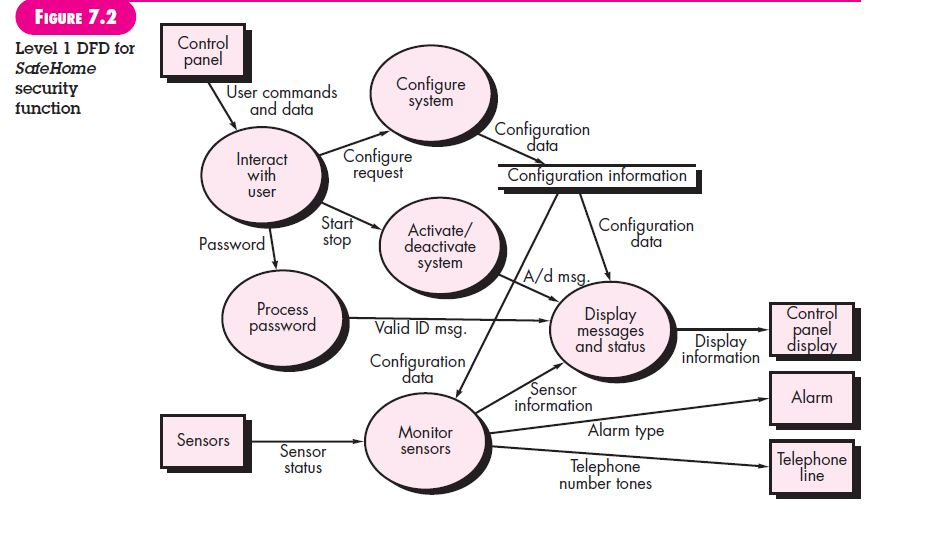 FIGURE 7.2
Level 1 DFD for
SafeHome
security
function
Control
panel
User commands
and data
Configure
system
Configuration
data
Interact
with
user
Configure
request
Configuration information
Start
stop
Activate/
deactivate
system
Configuration
data
Password
A/d msg.
Process
password
Valid ID msg.
Display
messages
and status
Display
information
Control
panel
display
Configuration
data
Sensor
information
Alarm
Sensors
Sensor
status
Monitor
sensors
Alarm type
Telephone
number tones
Telephone
line